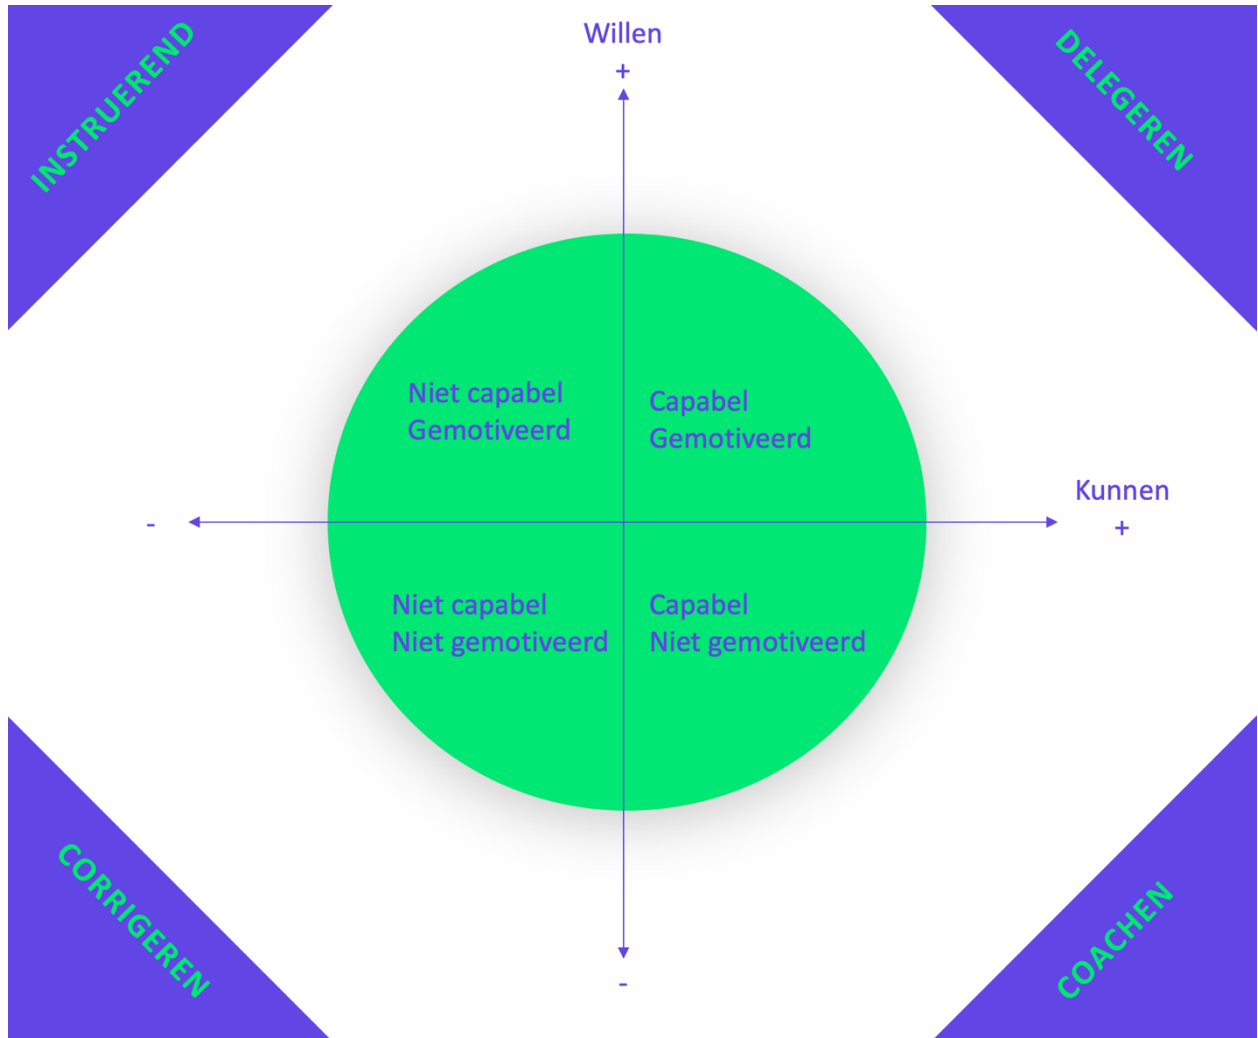 INSTRUEREND
Willen
+
DELEGEREN
Niet capabel
Gemotiveerd
Capabel
Gemotiveerd
-
Kunnen
+
Niet capabel
Niet gemotiveerd
Capabel
Niet gemotiveerd
CORRIGEREN
-
COACHEN